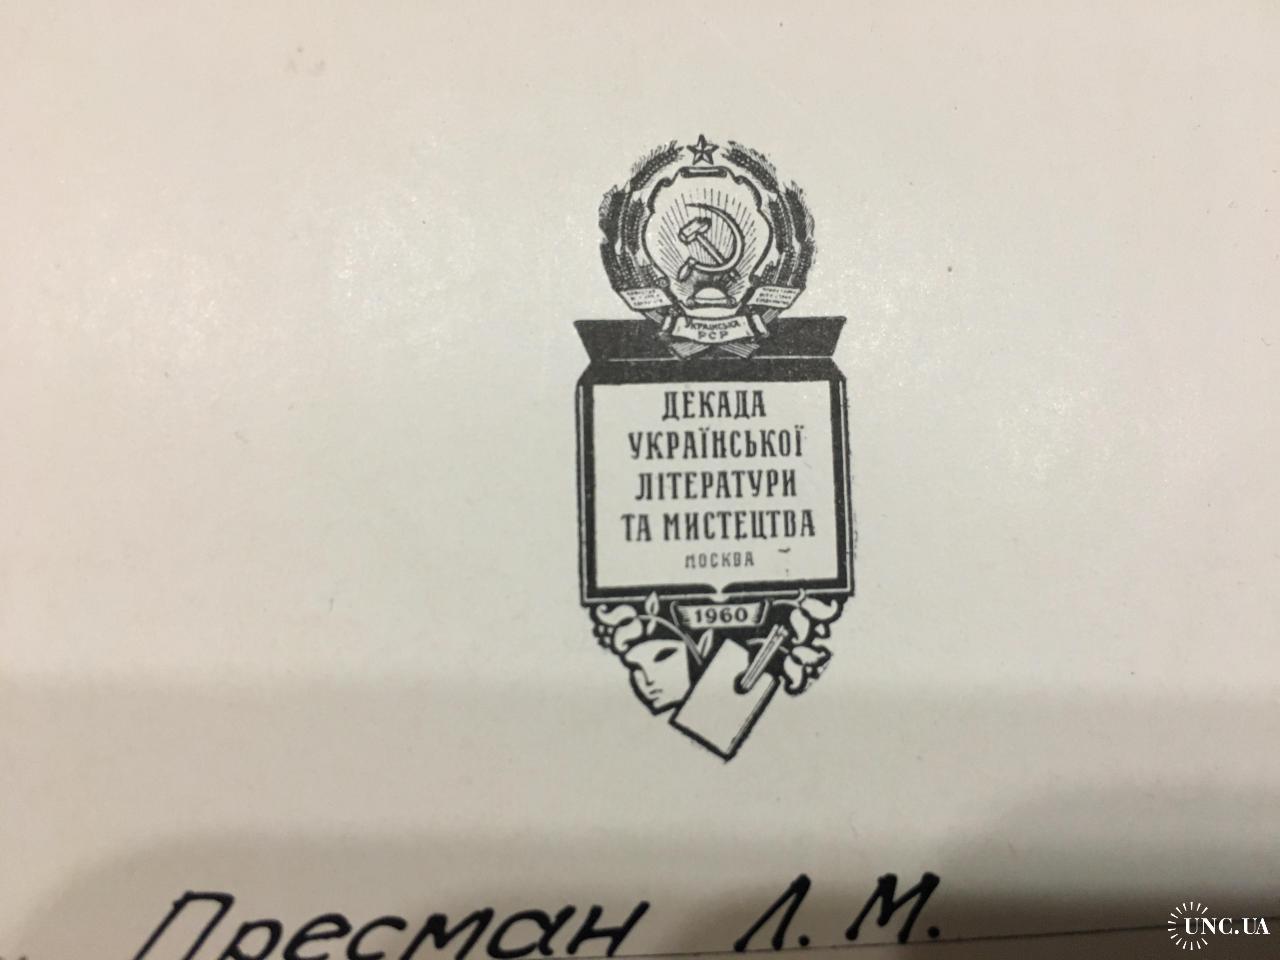 УКРАЇНСЬКА
РСР
ДЕКАДА
УКРАЇНСЬКОЇ
ЛІТЕРАТУРИ
ТА МИСТЕЦТВА
МОСКВА
1960
Пресман Л. М.
UNC.UA